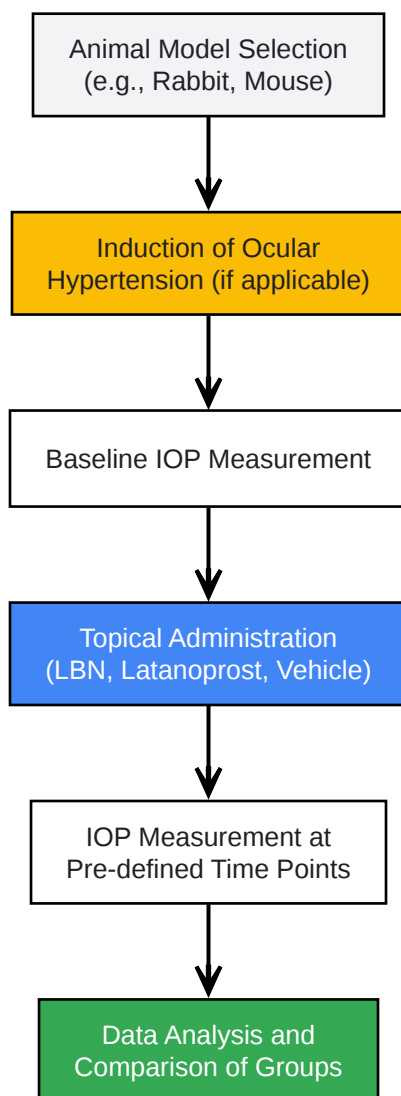 Animal Model Selection
(e.g., Rabbit, Mouse)
Induction of Ocular
Hypertension (if applicable)
Baseline IOP Measurement
Topical Administration
(LBN, Latanoprost, Vehicle)
IOP Measurement at
Pre-defined Time Points
Data Analysis and
Comparison of Groups